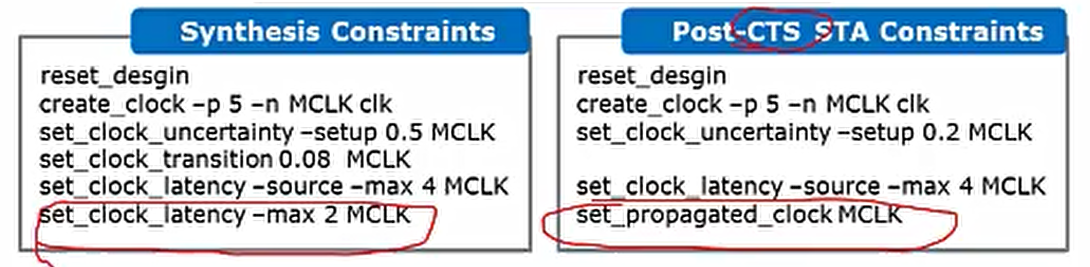 Synthesis Constraints
reset_desgin
create_clock –p 5 –n MCLK clk
set_clock_uncertainty –setup 0.5 MCLK
set_clock_transition 0.08 MCLK
set_clock_latency –source –max 4 MCLK
set_clock_latency –max 2 MCLK
Post-CTS STA Constraints
reset_desgin
create_clock –p 5 –n MCLK clk
set_clock_uncertainty –setup 0.2 MCLK
set_clock_latency –source –max 4 MCLK
set_propagated_clock MCLK